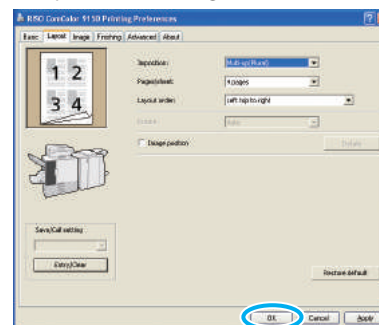 RISO ComColor 9150 Printing Preferences
Basic Layout Image Finishing Advanced About
1 2
3 4
Imposition: Multi-up(Plural)
Pages/sheet: 4 pages
Layout order: Left top to right
Auto
Image position
Save/Call setting
Entry/Clear
Restore default
OK Cancel Apply